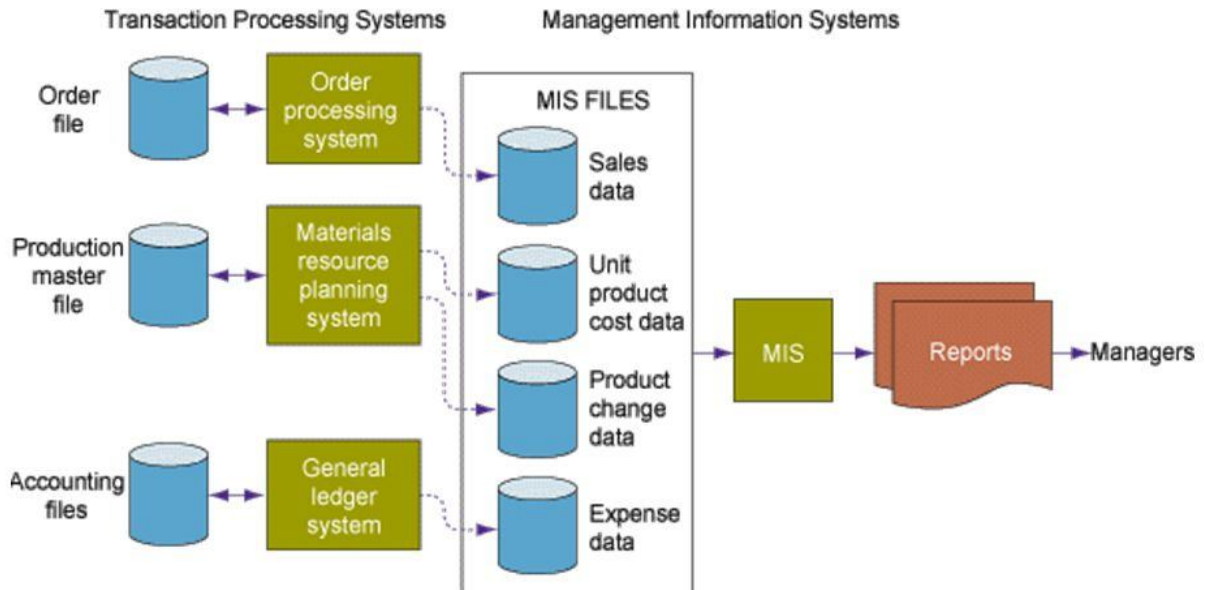 Transaction Processing Systems
Management Information Systems
Order
file
Order
processing
system
MIS FILES
Sales
data
Production
master
file
Materials
resource
planning
system
Unit
product
cost data
Product
change
data
MIS
Reports
Managers
Accounting
files
General
ledger
system
Expense
data